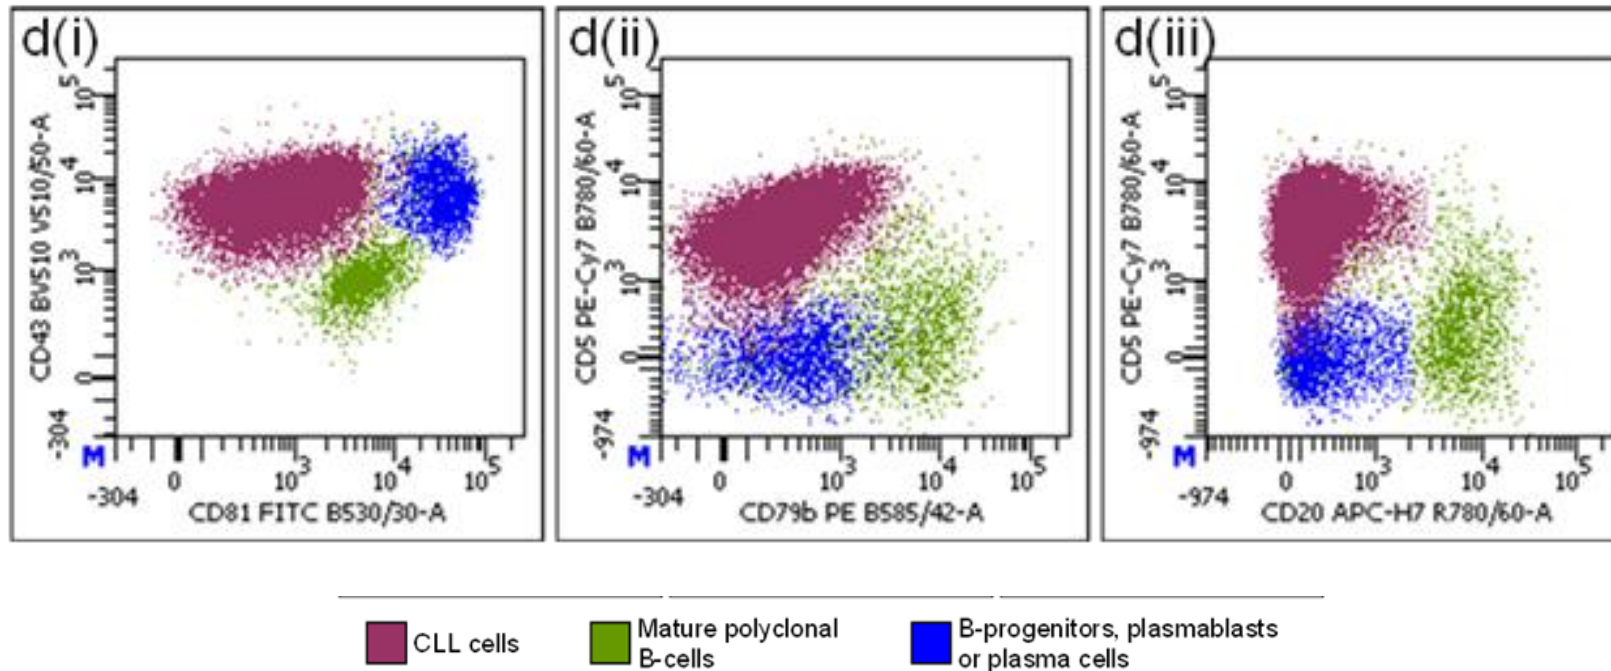 d(i)
CD43 BV510 V510/50-A
10^5
10^4
10^3
0
-304
M
-304
0
10^3
10^4
10^5
CD81 FITC B530/30-A
d(ii)
CD5 PE-Cy7 B780/60-A
10^5
10^4
10^3
0
-974
M
-304
0
10^3
10^4
10^5
CD79b PE B585/42-A
d(iii)
CD5 PE-Cy7 B780/60-A
10^5
10^4
10^3
0
-974
M
-974
0
10^3
10^4
10^5
CD20 APC-H7 R780/60-A
CLL cells
Mature polyclonal
B-cells
B-progenitors, plasmablasts
or plasma cells